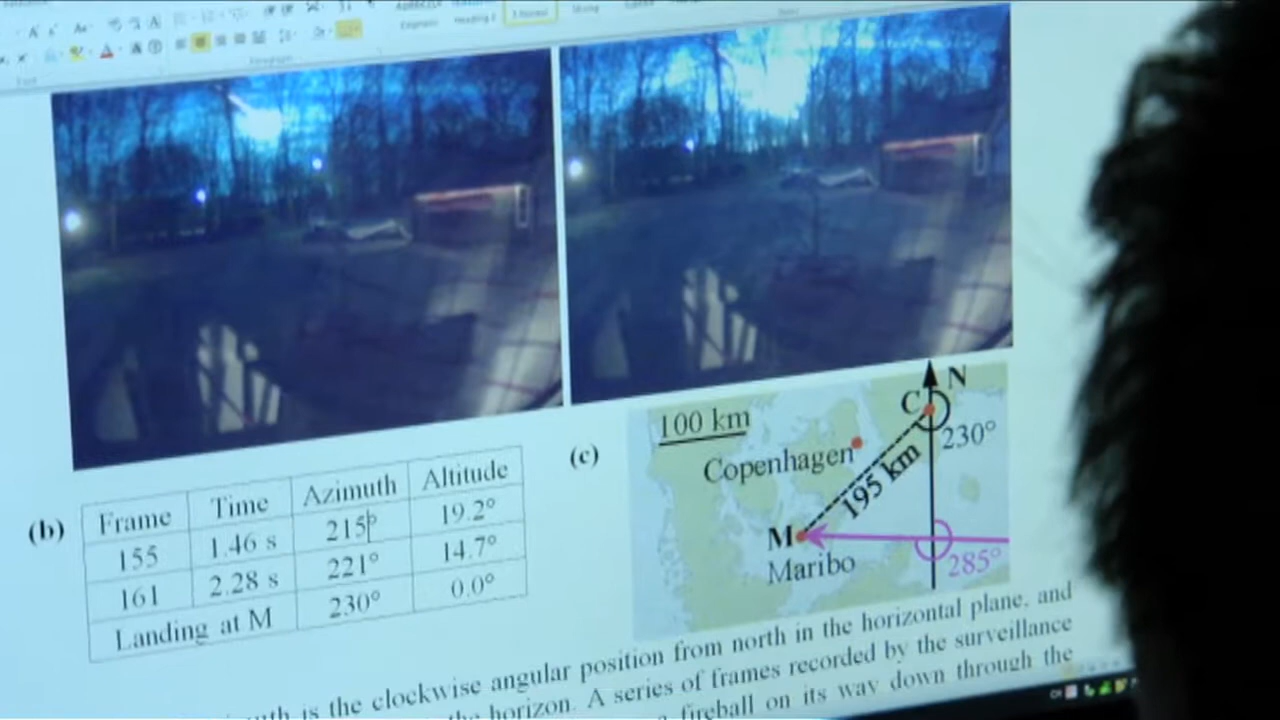 100 km
C
N
230°
Copenhagen
195 km
M
Maribo
285°
(b)
(c)
Frame Time Azimuth Altitude
155 1.46 s 215° 19.2°
161 2.28 s 221° 14.7°
Landing at M 230° 0.0°
is the clockwise angular position from north in the horizontal plane, and
horizon. A series of frames recorded by the surveillance
fireball on its way down through the